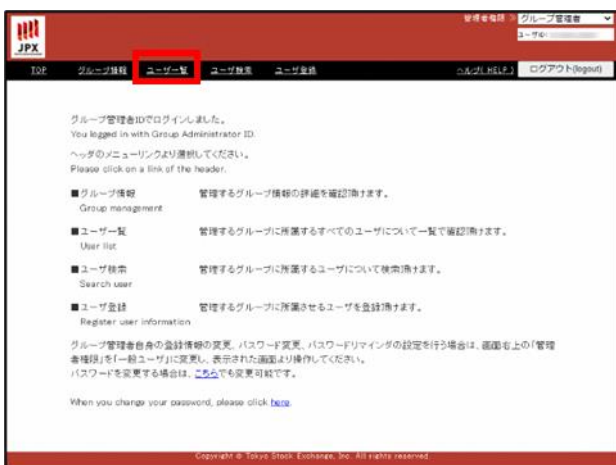 管理者権限 » グループ管理者
ユーザID:
JPX
TOP グループ情報 ユーザー覧 ユーザ検索 ユーザ登録 ヘルプ( HELP ) ログアウト(logout)
グループ管理者IDでログインしました。
You logged in with Group Administrator ID.
ヘッダのメニューリンクより選択してください。
Please click on a link of the header.
■グループ情報 管理するグループ情報の詳細を確認頂けます。
Group management
■ユーザー覧 管理するグループに所属するすべてのユーザについて一覧で確認頂けます。
User list
■ユーザ検索 管理するグループに所属するユーザについて検索頂けます。
Search user
■ユーザ登録 管理するグループに所属させるユーザを登録頂けます。
Register user information
グループ管理者自身の登録情報の変更、パスワード変更、パスワードリマインダの設定を行う場合は、画面右上の「管理
者権限」を「一般ユーザ」に変更し、表示された画面より操作してください。
パスワードを変更する場合は、こちらでも変更可能です。
When you change your password, please click here.
Copyright © Tokyo Stock Exchange, Inc. All rights reserved.